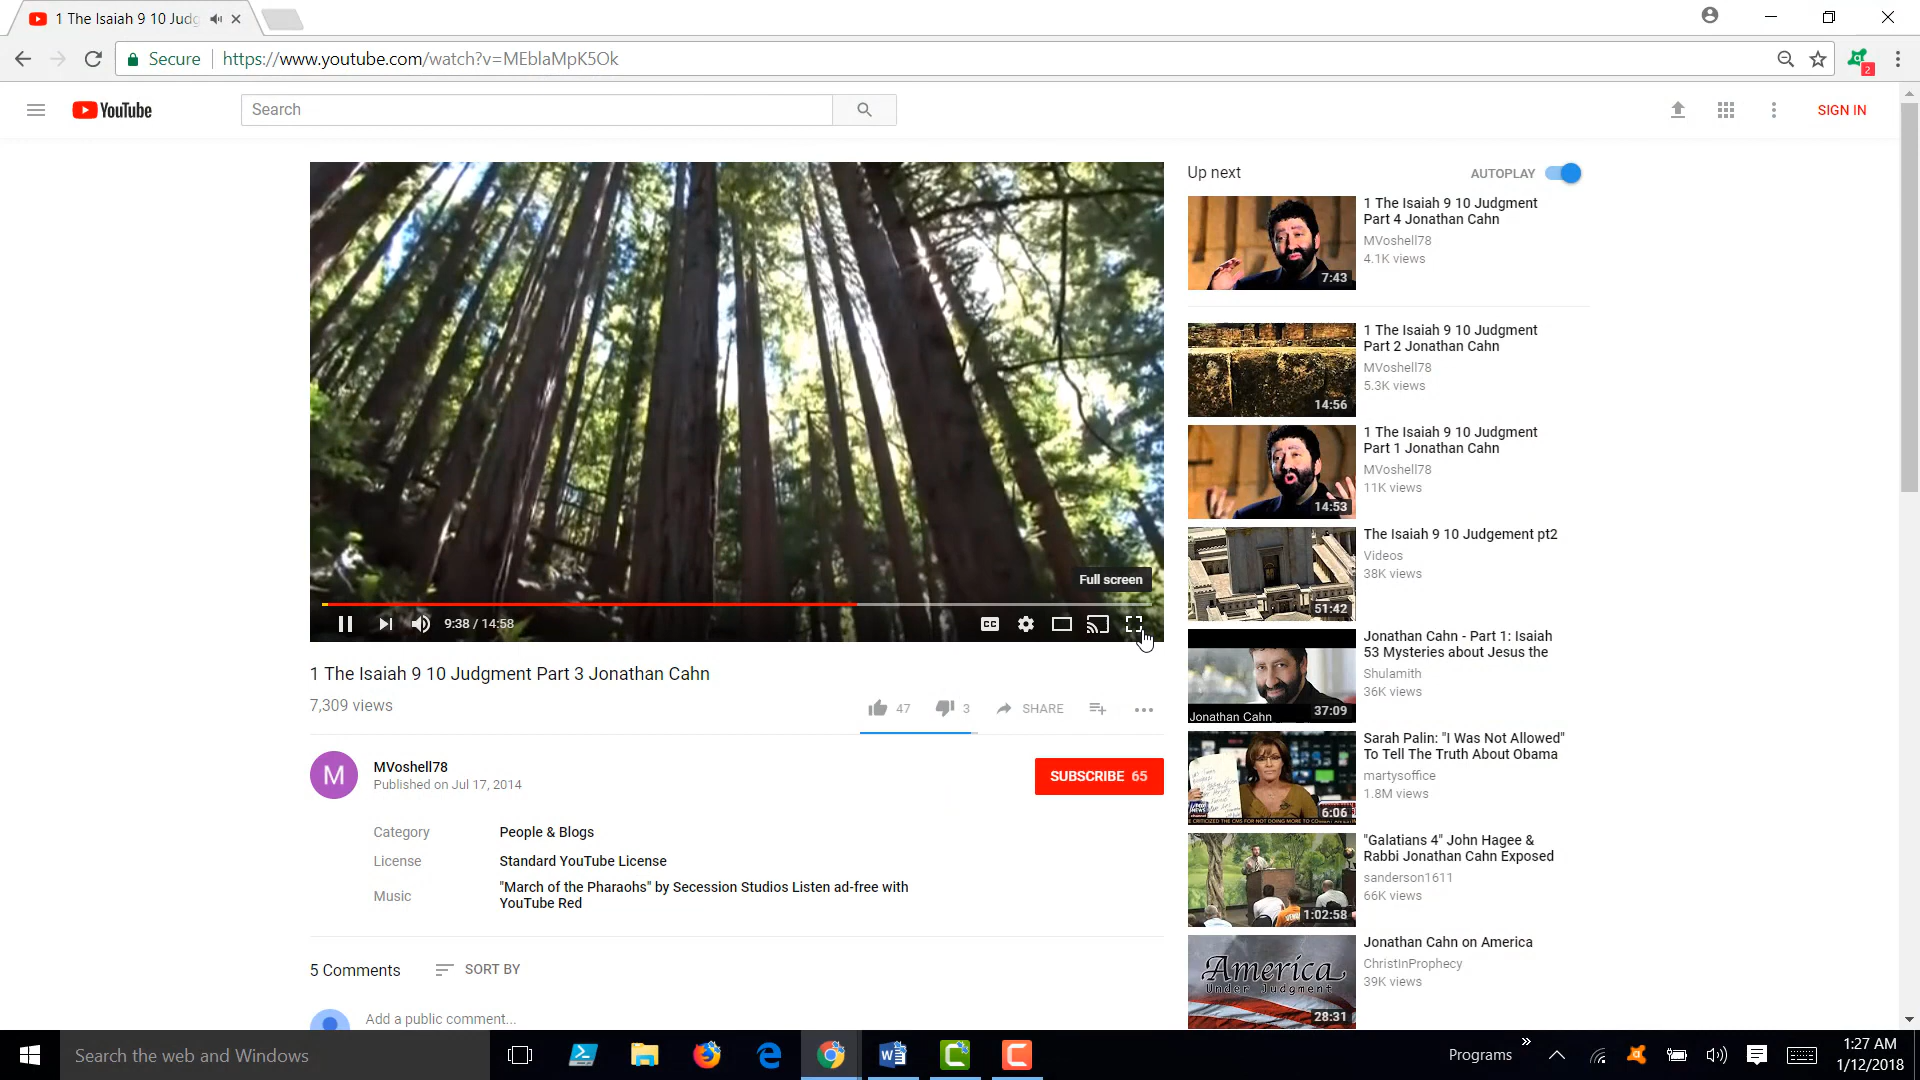 1 The Isaiah 9 10 Judg
Secure
https://www.youtube.com/watch?v=MEblaMpK5Ok
2
YouTube
Search
SIGN IN
Full screen
CC
9:38 / 14:58
1 The Isaiah 9 10 Judgment Part 3 Jonathan Cahn
7,309 views
47
3
SHARE
M
MVoshell78
Published on Jul 17, 2014
SUBSCRIBE 65
Category
People & Blogs
License
Standard YouTube License
Music
"March of the Pharaohs" by Secession Studios Listen ad-free with
YouTube Red
5 Comments
SORT BY
Add a public comment...
Up next
AUTOPLAY
1 The Isaiah 9 10 Judgment
Part 4 Jonathan Cahn
MVoshell78
4.1K views
7:43
1 The Isaiah 9 10 Judgment
Part 2 Jonathan Cahn
MVoshell78
5.3K views
14:56
1 The Isaiah 9 10 Judgment
Part 1 Jonathan Cahn
MVoshell78
11K views
14:53
The Isaiah 9 10 Judgement pt2
Videos
38K views
51:42
Jonathan Cahn - Part 1: Isaiah
53 Mysteries about Jesus the
Shulamith
36K views
Jonathan Cahn
37:09
Sarah Palin: "I Was Not Allowed"
To Tell The Truth About Obama
martysoffice
1.8M views
6:06
"Galatians 4" John Hagee &
Rabbi Jonathan Cahn Exposed
sanderson1611
66K views
1:02:58
Jonathan Cahn on America
ChristInProphecy
39K views
America
Under Judgment
28:31
Search the web and Windows
Programs
1:27 AM
1/12/2018